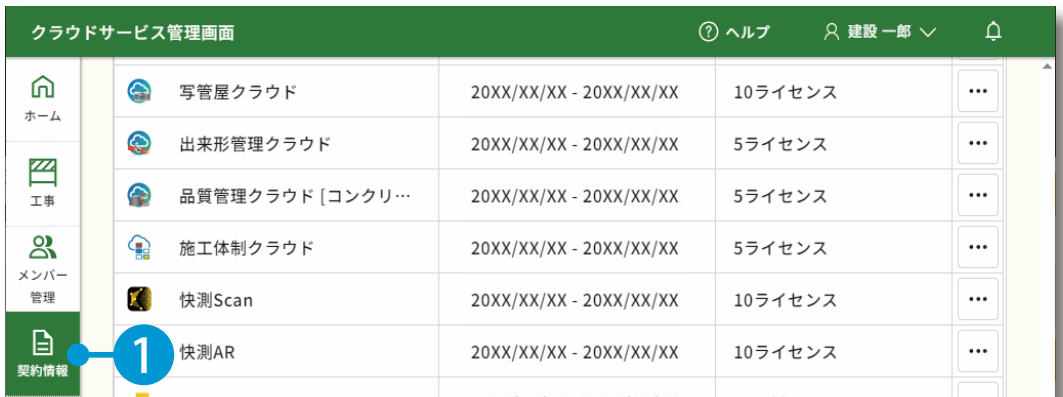 クラウドサービス管理画面
? ヘルプ
建設 一郎
ホーム
工事
メンバー
管理
契約情報
1
写管屋クラウド 20XX/XX/XX - 20XX/XX/XX 10ライセンス ...
出来形管理クラウド 20XX/XX/XX - 20XX/XX/XX 5ライセンス ...
品質管理クラウド [コンクリ… 20XX/XX/XX - 20XX/XX/XX 5ライセンス ...
施工体制クラウド 20XX/XX/XX - 20XX/XX/XX 5ライセンス ...
快測Scan 20XX/XX/XX - 20XX/XX/XX 10ライセンス ...
快測AR 20XX/XX/XX - 20XX/XX/XX 10ライセンス ...